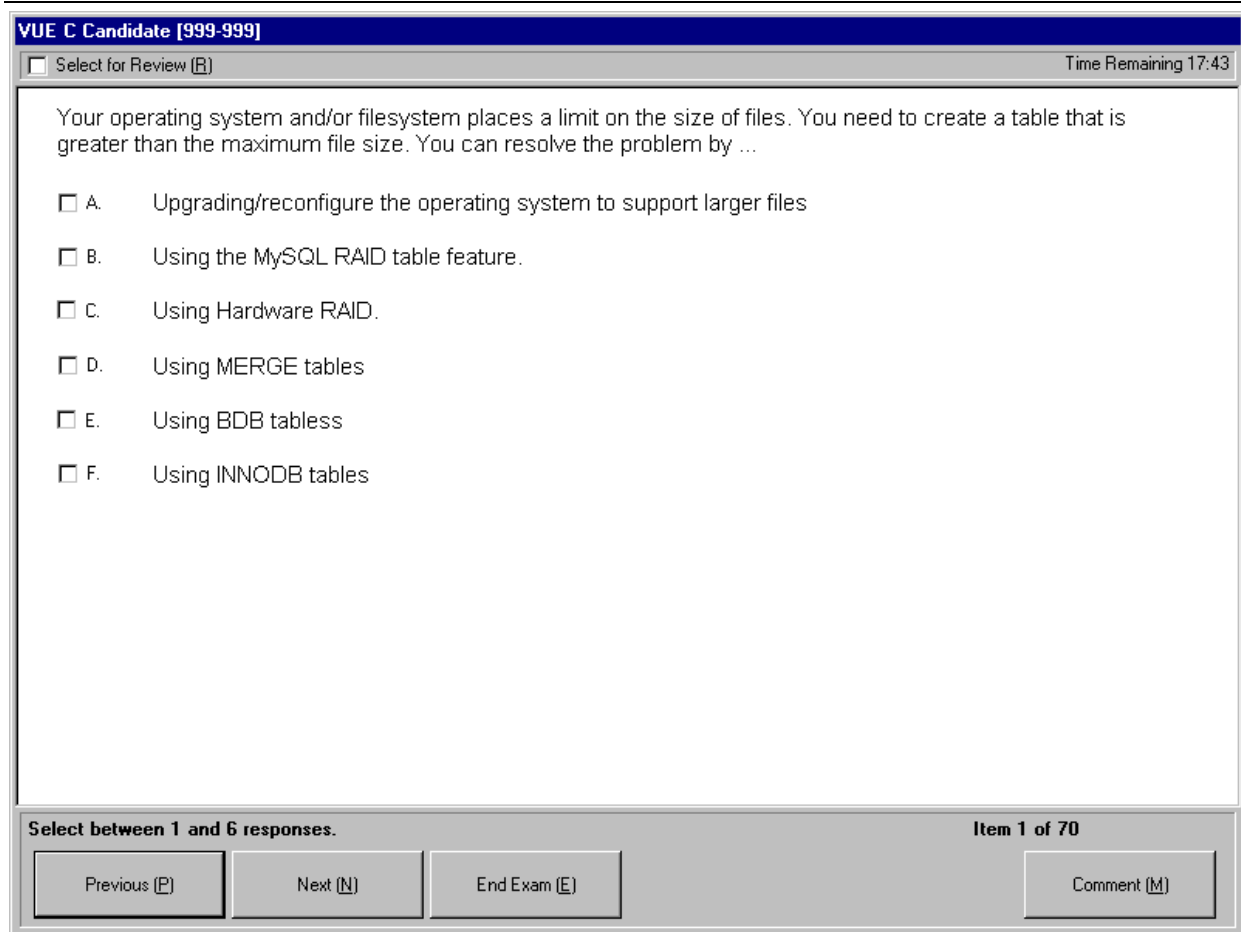 VUE C Candidate [999-999]
Select for Review (R)
Time Remaining 17:43
Your operating system and/or filesystem places a limit on the size of files. You need to create a table that is
greater than the maximum file size. You can resolve the problem by ...
A. Upgrading/reconfigure the operating system to support larger files
B. Using the MySQL RAID table feature.
C. Using Hardware RAID.
D. Using MERGE tables
E. Using BDB tabless
F. Using INNODB tables
Select between 1 and 6 responses.
Item 1 of 70
Previous (P)
Next (N)
End Exam (E)
Comment (M)